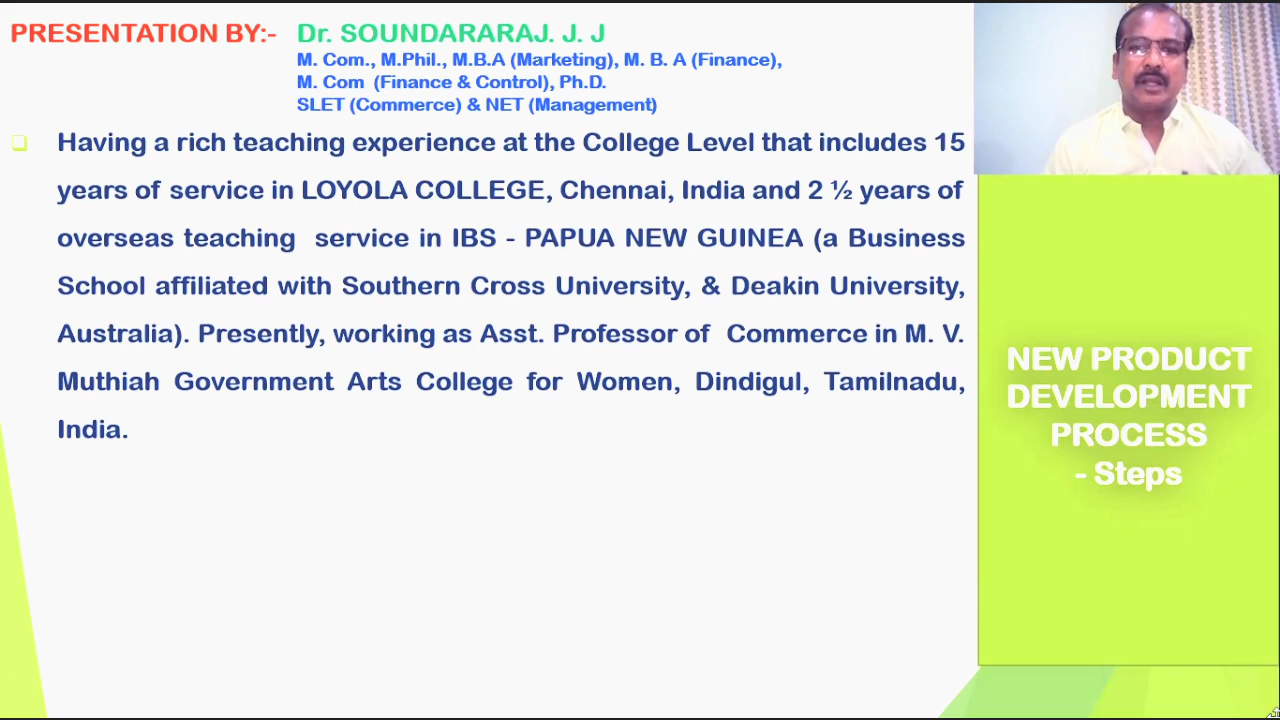 PRESENTATION BY:- Dr. SOUNDARARAJ. J. J
M. Com., M.Phil., M.B.A (Marketing), M. B. A (Finance),
M. Com (Finance & Control), Ph.D.
SLET (Commerce) & NET (Management)
Having a rich teaching experience at the College Level that includes 15
years of service in LOYOLA COLLEGE, Chennai, India and 2 ½ years of
overseas teaching service in IBS - PAPUA NEW GUINEA (a Business
School affiliated with Southern Cross University, & Deakin University,
Australia). Presently, working as Asst. Professor of Commerce in M. V.
Muthiah Government Arts College for Women, Dindigul, Tamilnadu,
India.
NEW PRODUCT
DEVELOPMENT
PROCESS
- Steps